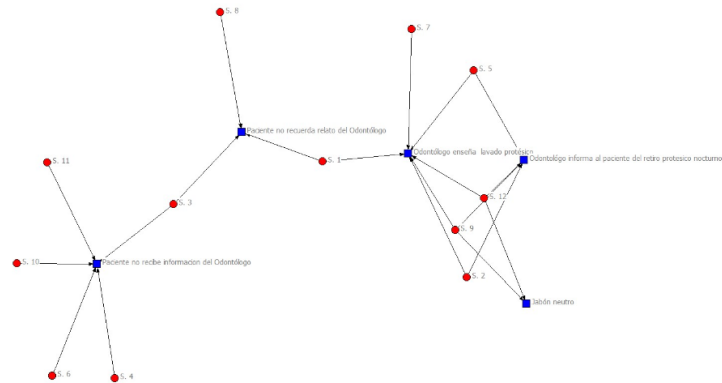 S. 8
S. 7
S. 5
Paciente no recuerda relato del Odontólogo
Odontólogo enseña lavado protésico
S. 1
Odontológo informa al paciente del retiro protesico nocturno
S. 11
S. 12
S. 3
S. 9
S. 10
Paciente no recibe informacion del Odontólogo
S. 2
Jabón neutro
S. 6
S. 4